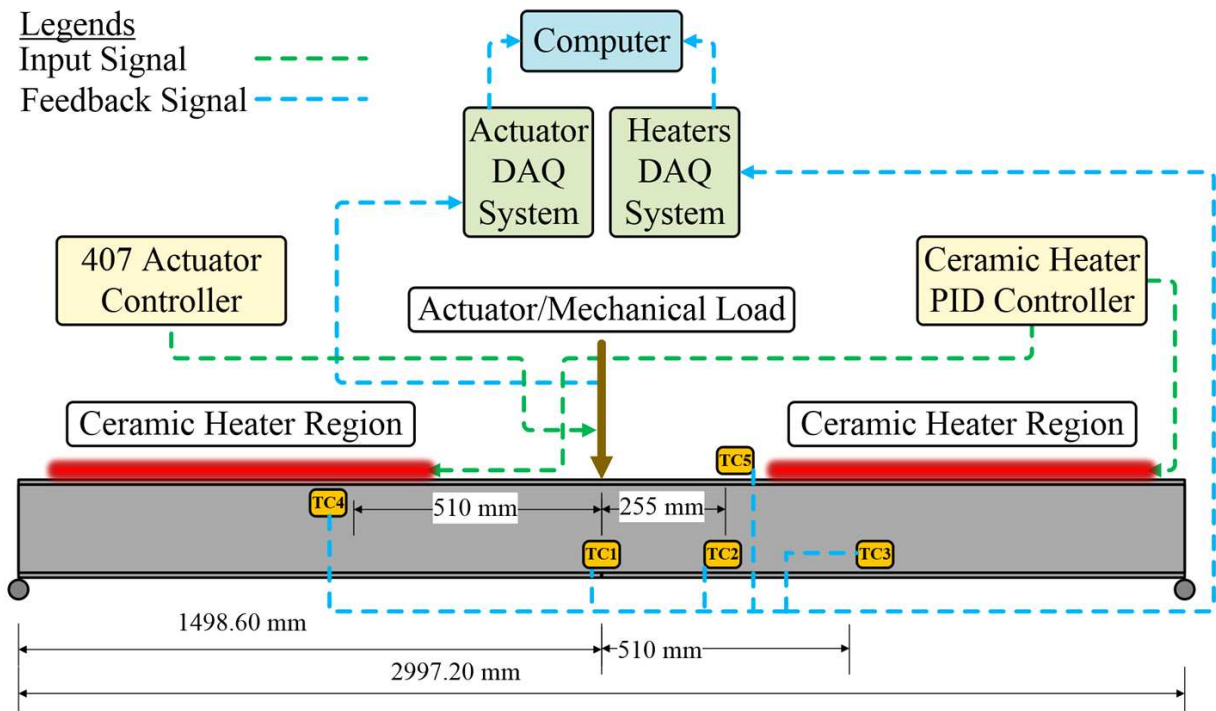 Legends
Input Signal
Feedback Signal
Computer
Actuator
DAQ
System
Heaters
DAQ
System
407 Actuator
Controller
Ceramic Heater
PID Controller
Actuator/Mechanical Load
Ceramic Heater Region
Ceramic Heater Region
TC5
TC4
510 mm
255 mm
TC1
TC2
TC3
1498.60 mm
510 mm
2997.20 mm